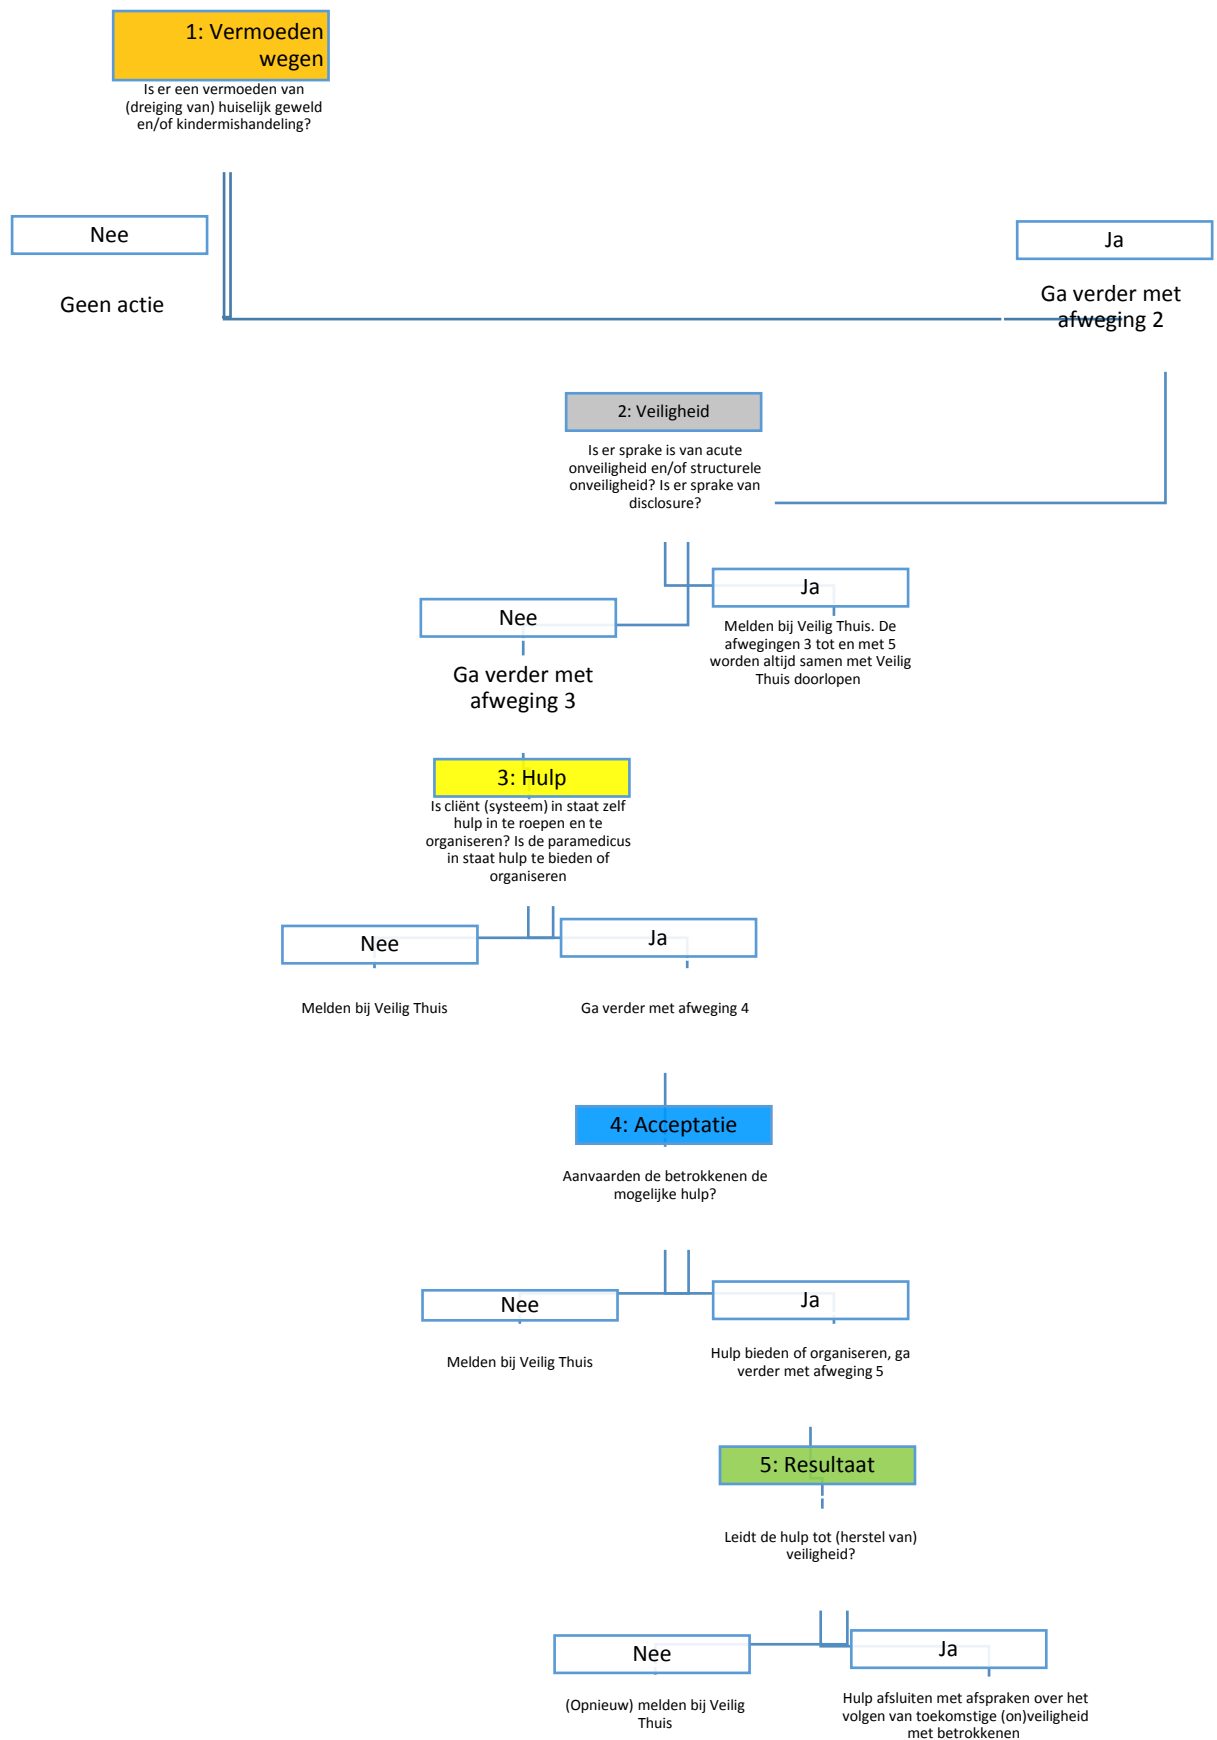 1: Vermoeden
wegen
Is er een vermoeden van
(dreiging van) huiselijk geweld
en/of kindermishandeling?
Nee
Geen actie
Ja
Ga verder met
afweging 2
2: Veiligheid
Is er sprake is van acute
onveiligheid en/of structurele
onveiligheid? Is er sprake van
disclosure?
Nee
Ga verder met
afweging 3
Ja
Melden bij Veilig Thuis. De
afwegingen 3 tot en met 5
worden altijd samen met Veilig
Thuis doorlopen
3: Hulp
Is cliënt (systeem) in staat zelf
hulp in te roepen en te
organiseren? Is de paramedicus
in staat hulp te bieden of
organiseren
Nee
Melden bij Veilig Thuis
Ja
Ga verder met afweging 4
4: Acceptatie
Aanvaarden de betrokkenen de
mogelijke hulp?
Nee
Melden bij Veilig Thuis
Ja
Hulp bieden of organiseren, ga
verder met afweging 5
5: Resultaat
Leidt de hulp tot (herstel van)
veiligheid?
Nee
(Opnieuw) melden bij Veilig
Thuis
Ja
Hulp afsluiten met afspraken over het
volgen van toekomstige (on)veiligheid
met betrokkenen